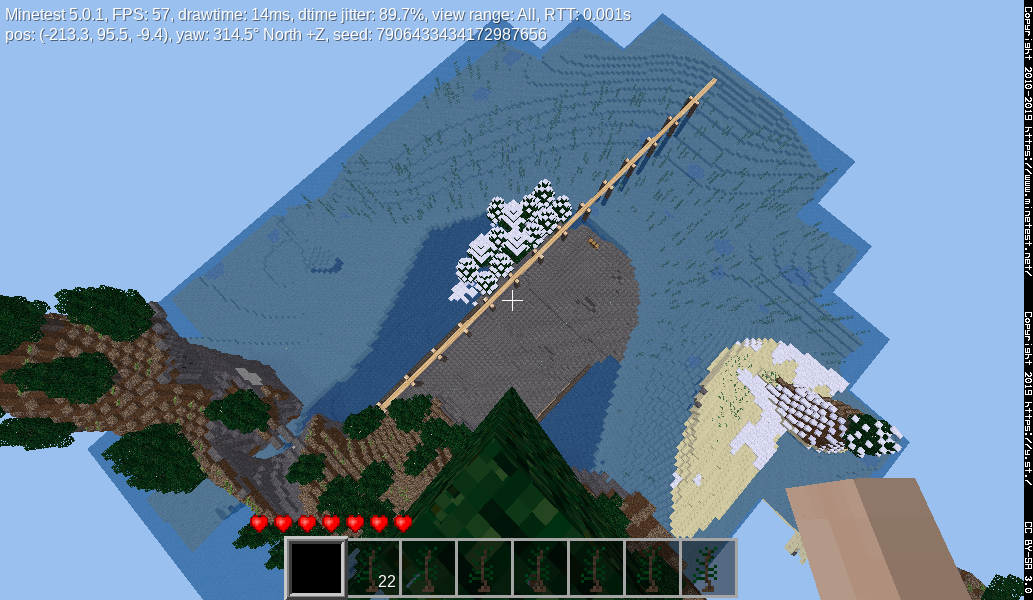 Minetest 5.0.1, FPS: 57, drawtime: 14ms, dtime jitter: 89.7%, view range: All, RTT: 0.001s
pos: (-213.3, 95.5, -9.4), yaw: 314.5° North +Z, seed: 7906433434172987656
22
Copyright 2010-2019 https://www.minetest.net/
Copyright 2019 https://ry.st./
CC BY-SA 3.0